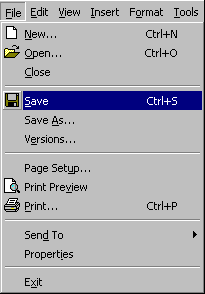 File Edit View Insert Format Tools
New... Ctrl+N
Open... Ctrl+O
Close
Save Ctrl+S
Save As...
Versions...
Page Setup...
Print Preview
Print... Ctrl+P
Send To
Properties
Exit